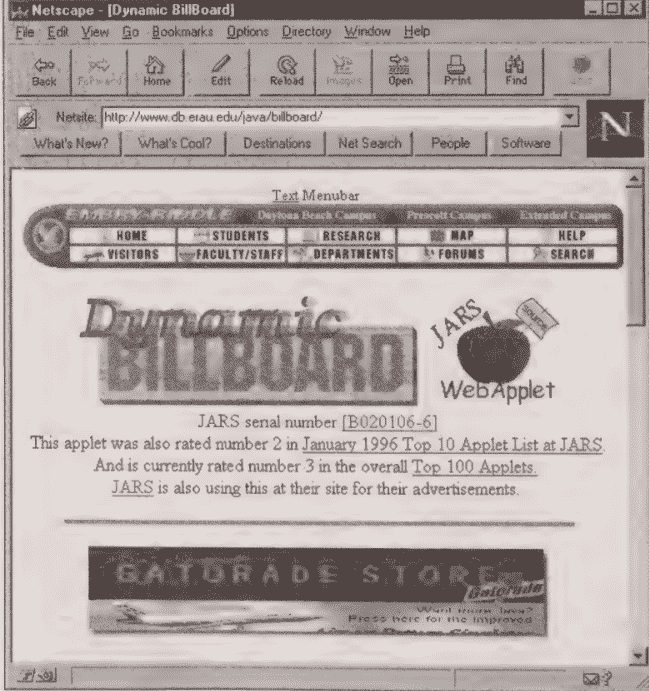 Netscape - [Dynamic BillBoard]
File Edit View Go Bookmarks Options Directory Window Help
Back Forward Home Edit Reload Images Open Print Find
Netsite: http://www.db.erau.edu/java/billboard/
N
What's New? What's Cool? Destinations Net Search People Software
Text Menubar
EMBRY-RIDDLE Daytona Beach Campus Prescott Campus Extended Campus
HOME STUDENTS RESEARCH MAP HELP
VISITORS FACULTY/STAFF DEPARTMENTS FORUMS SEARCH
Dynamic
BILLBOARD
JARS
SOURCE
WebApplet
JARS serial number [B020106-6]
This applet was also rated number 2 in January 1996 Top 10 Applet List at JARS.
And is currently rated number 3 in the overall Top 100 Applets.
JARS is also using this at their site for their advertisements.
GATORADE STORE
Gatorade
Want more Java?
Press here for the improved